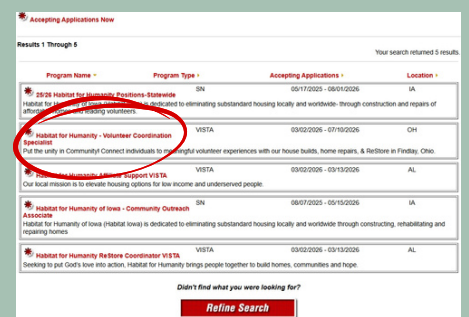 Accepting Applications Now
Results 1 Through 5
Your search returned 5 results.
Program Name Program Type Accepting Applications Location
25/26 Habitat for Humanity Positions-Statewide SN 05/17/2025 - 08/01/2026 IA
Habitat for Humanity of Iowa is dedicated to eliminating substandard housing locally and worldwide- through construction and repairs of
affordable homes and leading volunteers.
Habitat for Humanity - Volunteer Coordination VISTA 03/02/2026 - 07/10/2026 OH
Specialist
Put the unity in Community! Connect individuals to meaningful volunteer experiences with our house builds, home repairs, & ReStore in Findlay, Ohio.
Habitat for Humanity Support VISTA VISTA 03/02/2026 - 03/13/2026 AL
Our local mission is to elevate housing options for low income and underserved people.
Habitat for Humanity of Iowa - Community Outreach SN 08/07/2025 - 05/15/2026 IA
Associate
Habitat for Humanity of Iowa (Habitat Iowa) is dedicated to eliminating substandard housing locally and worldwide through constructing, rehabilitating and
repairing homes
Habitat for Humanity ReStore Coordinator VISTA VISTA 03/02/2026 - 03/13/2026 AL
Seeking to put God's love into action, Habitat for Humanity brings people together to build homes, communities and hope.
Didn't find what you were looking for?
Refine Search